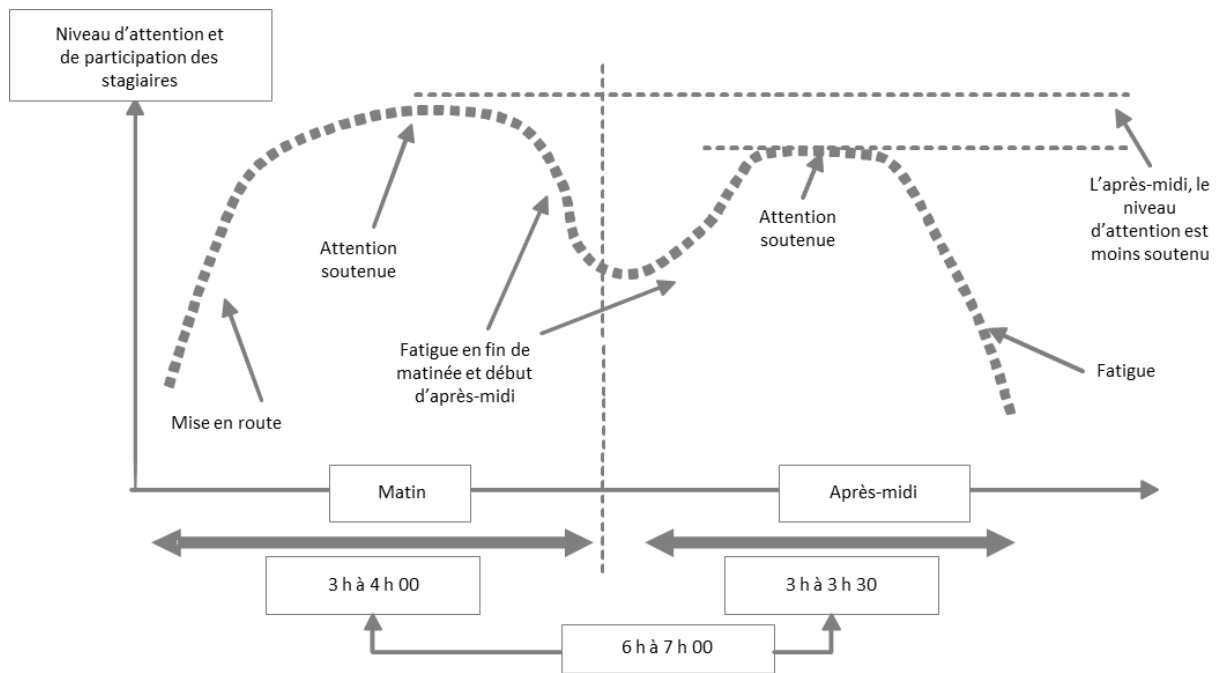 Niveau d'attention et
de participation des
stagiaires
Attention
soutenue
Attention
soutenue
L'après-midi, le
niveau
d'attention est
moins soutenu
Fatigue en fin de
matinée et début
d'après-midi
Fatigue
Mise en route
Matin
Après-midi
3 h à 4 h 00
3 h à 3 h 30
6 h à 7 h 00